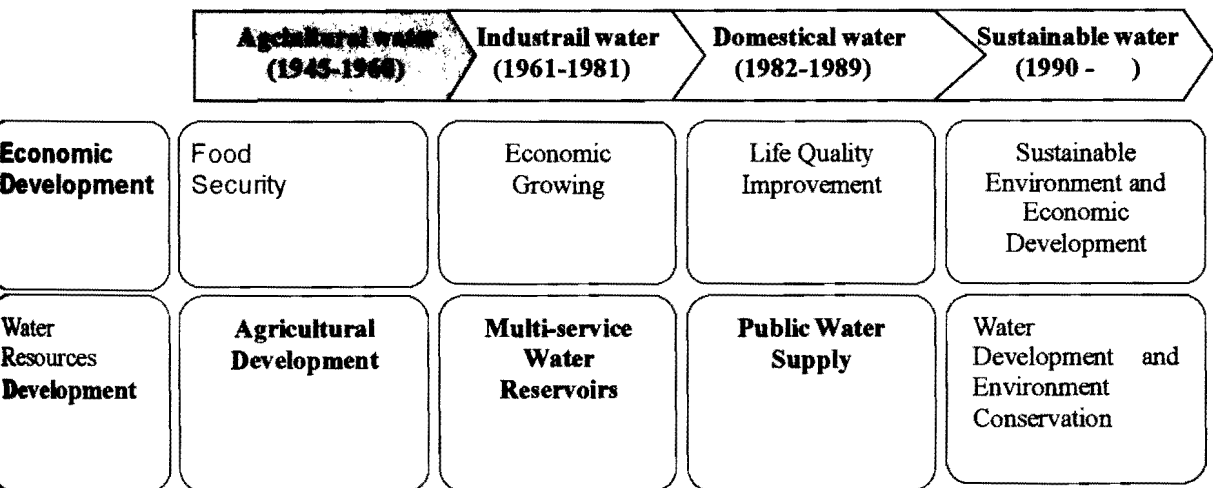 water
(1945-1960)
Industrail water
(1961-1981)
Domestical water
(1982-1989)
Sustainable water
(1990 - )
Economic
Development
Food
Security
Economic
Growing
Life Quality
Improvement
Sustainable
Environment and
Economic
Development
Water
Resources
Development
Agricultural
Development
Multi-service
Water
Reservoirs
Public Water
Supply
Water
Development and
Environment
Conservation